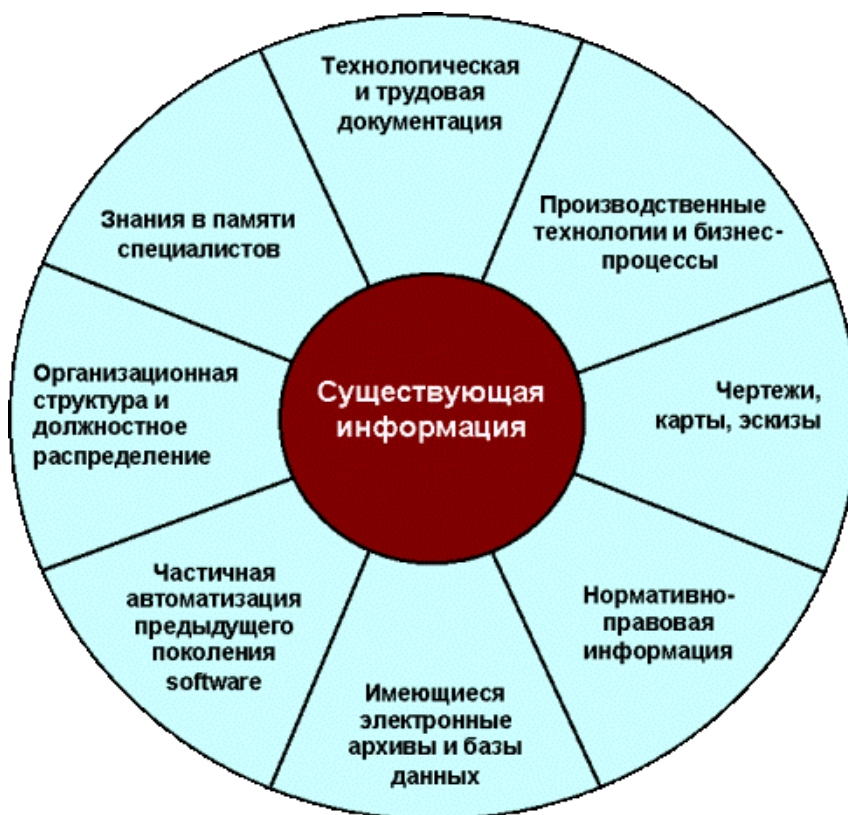 Технологическая
и трудовая
документация
Производственные
технологии и бизнес-
процессы
Чертежи,
карты, эскизы
Нормативно-
правовая
информация
Имеющиеся
электронные
архивы и базы
данных
Частичная
автоматизация
предыдущего
поколения
software
Организационная
структура и
должностное
распределение
Знания в памяти
специалистов
Существующая
информация